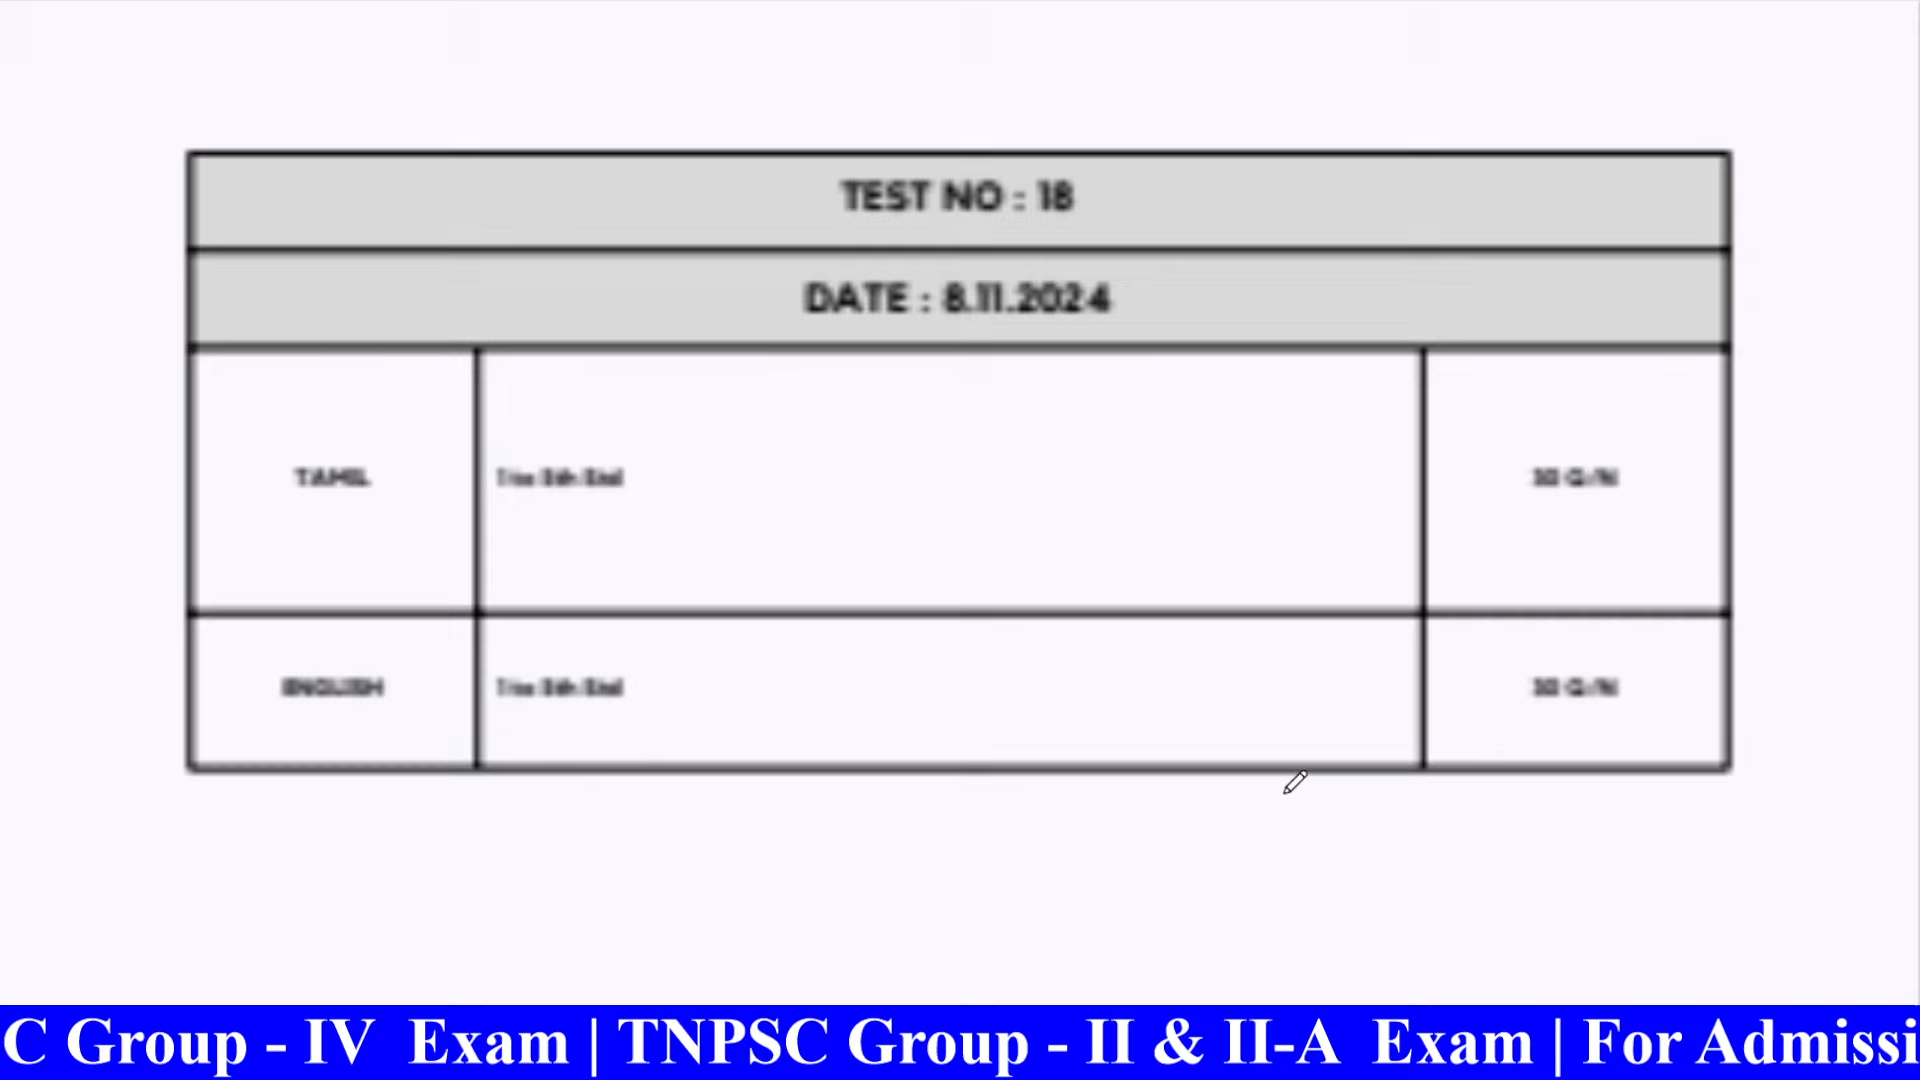 TEST NO : 18
DATE : 8.11.2024
TAMIL
ENGLISH
C Group - IV Exam | TNPSC Group - II & II-A Exam | For Admissi